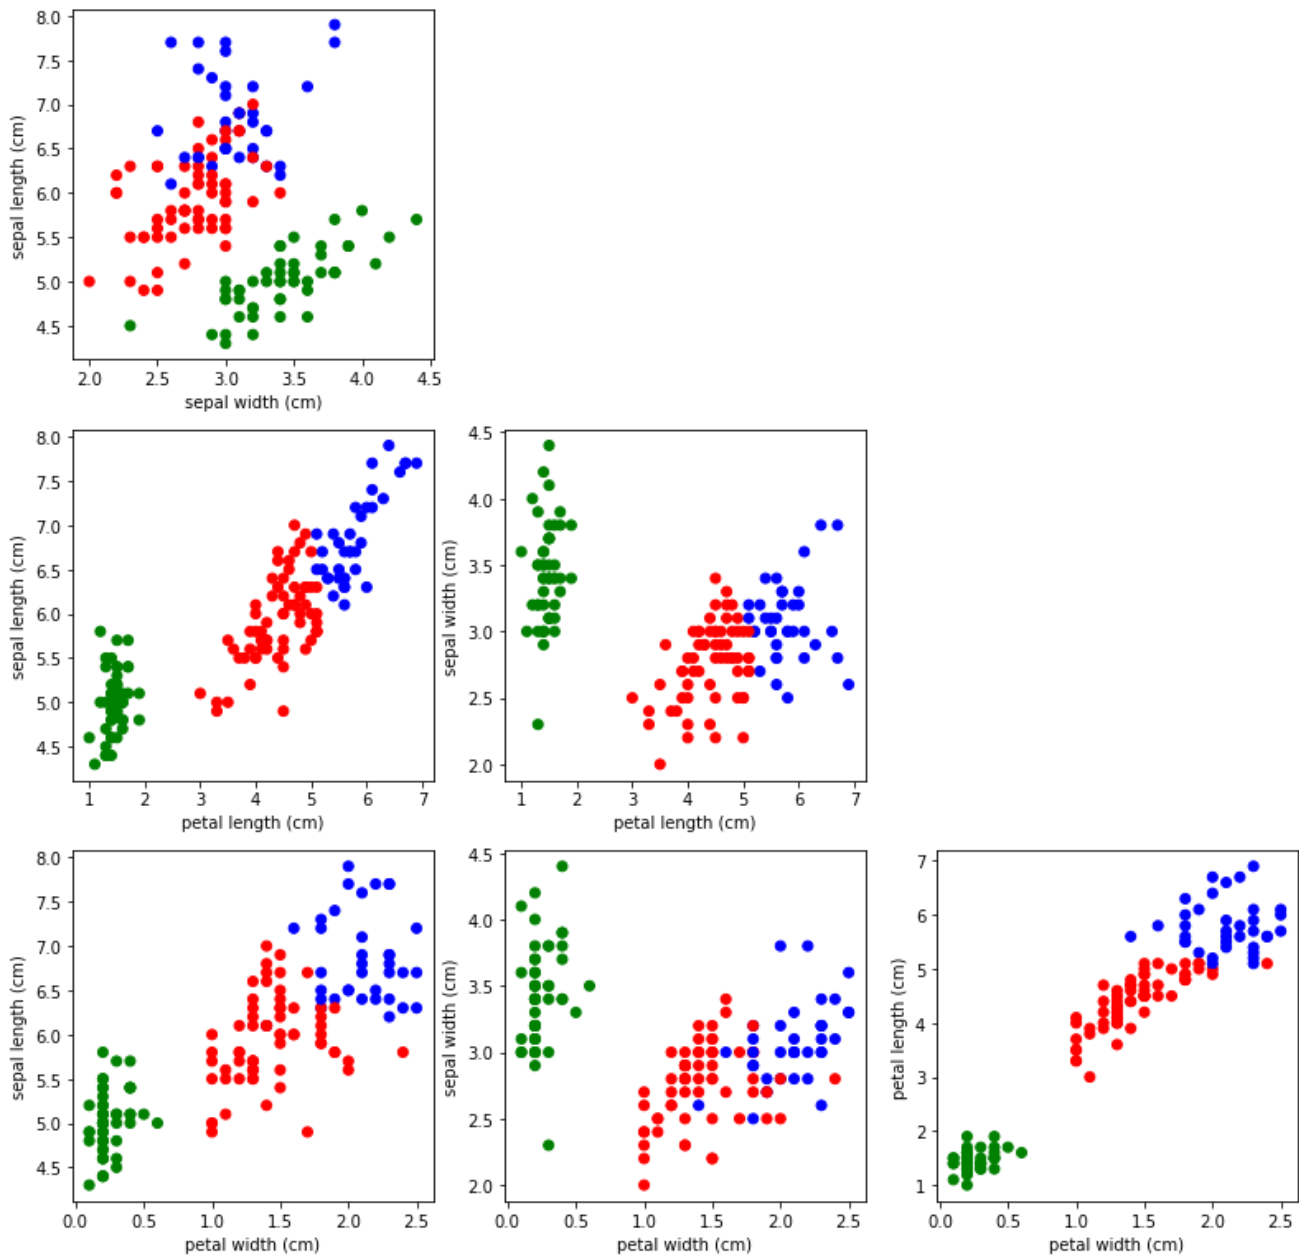 8.0
7.5
7.0
6.5
6.0
5.5
5.0
4.5
sepal length (cm)
2.0 2.5 3.0 3.5 4.0 4.5
sepal width (cm)
8.0
7.5
7.0
6.5
6.0
5.5
5.0
4.5
sepal length (cm)
1 2 3 4 5 6 7
petal length (cm)
4.5
4.0
3.5
3.0
2.5
2.0
sepal width (cm)
1 2 3 4 5 6 7
petal length (cm)
8.0
7.5
7.0
6.5
6.0
5.5
5.0
4.5
sepal length (cm)
0.0 0.5 1.0 1.5 2.0 2.5
petal width (cm)
4.5
4.0
3.5
3.0
2.5
2.0
sepal width (cm)
0.0 0.5 1.0 1.5 2.0 2.5
petal width (cm)
7
6
5
4
3
2
1
petal length (cm)
0.0 0.5 1.0 1.5 2.0 2.5
petal width (cm)